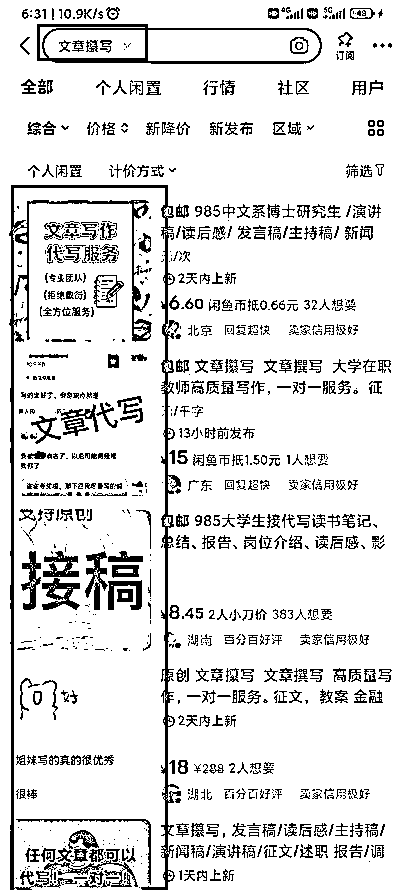 6:31 | 10.9K/s
文章撰写
订阅
全部
个人闲置
行情
社区
用户
综合
价格
新降价
新发布
区域
个人闲置
计价方式
筛选
文章写作
代写服务
(专业团队)
(拒绝敷衍)
(全方位服务)
包邮 985中文系博士研究生 /演讲
稿/读后感/ 发言稿/主持稿/ 新闻
元/次
2天内上新
¥6.60 闲鱼币抵0.66元 32人想要
北京 回复超快 卖家信用极好
文章代写
包邮 文章撰写 文章撰写 大学在职
教师高质量写作，一对一服务。征
元/千字
13小时前发布
¥15 闲鱼币抵1.50元 1人想要
广东 回复超快 卖家信用极好
支持原创
接稿
包邮 985大学生接代写读书笔记、
总结、报告、岗位介绍、读后感、影
¥8.45 2人小刀价 383人想要
湖南 百分百好评 卖家信用极好
好
姐妹写的真的很优秀
很棒
原创 文章撰写 文章撰写 高质量写
作，一对一服务。征文，教案 金融
2天内上新
¥18 ¥288 2人想要
湖北 百分百好评 卖家信用极好
任何文章都可以
代写!一对一!
文章撰写，发言稿/读后感/主持稿/
新闻稿/演讲稿/征文/述职 报告/调
1天内上新